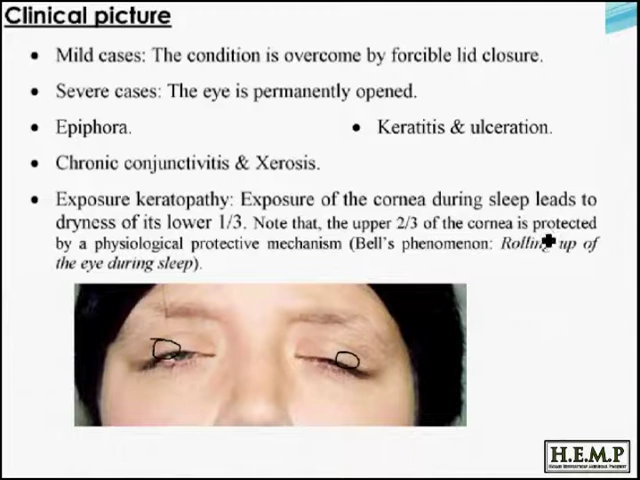 Clinical picture
• Mild cases: The condition is overcome by forcible lid closure.
• Severe cases: The eye is permanently opened.
• Epiphora. • Keratitis & ulceration.
• Chronic conjunctivitis & Xerosis.
• Exposure keratopathy: Exposure of the cornea during sleep leads to
dryness of its lower 1/3. Note that, the upper 2/3 of the cornea is protected
by a physiological protective mechanism (Bell's phenomenon: Rolling up of
the eye during sleep).
H.E.M.P